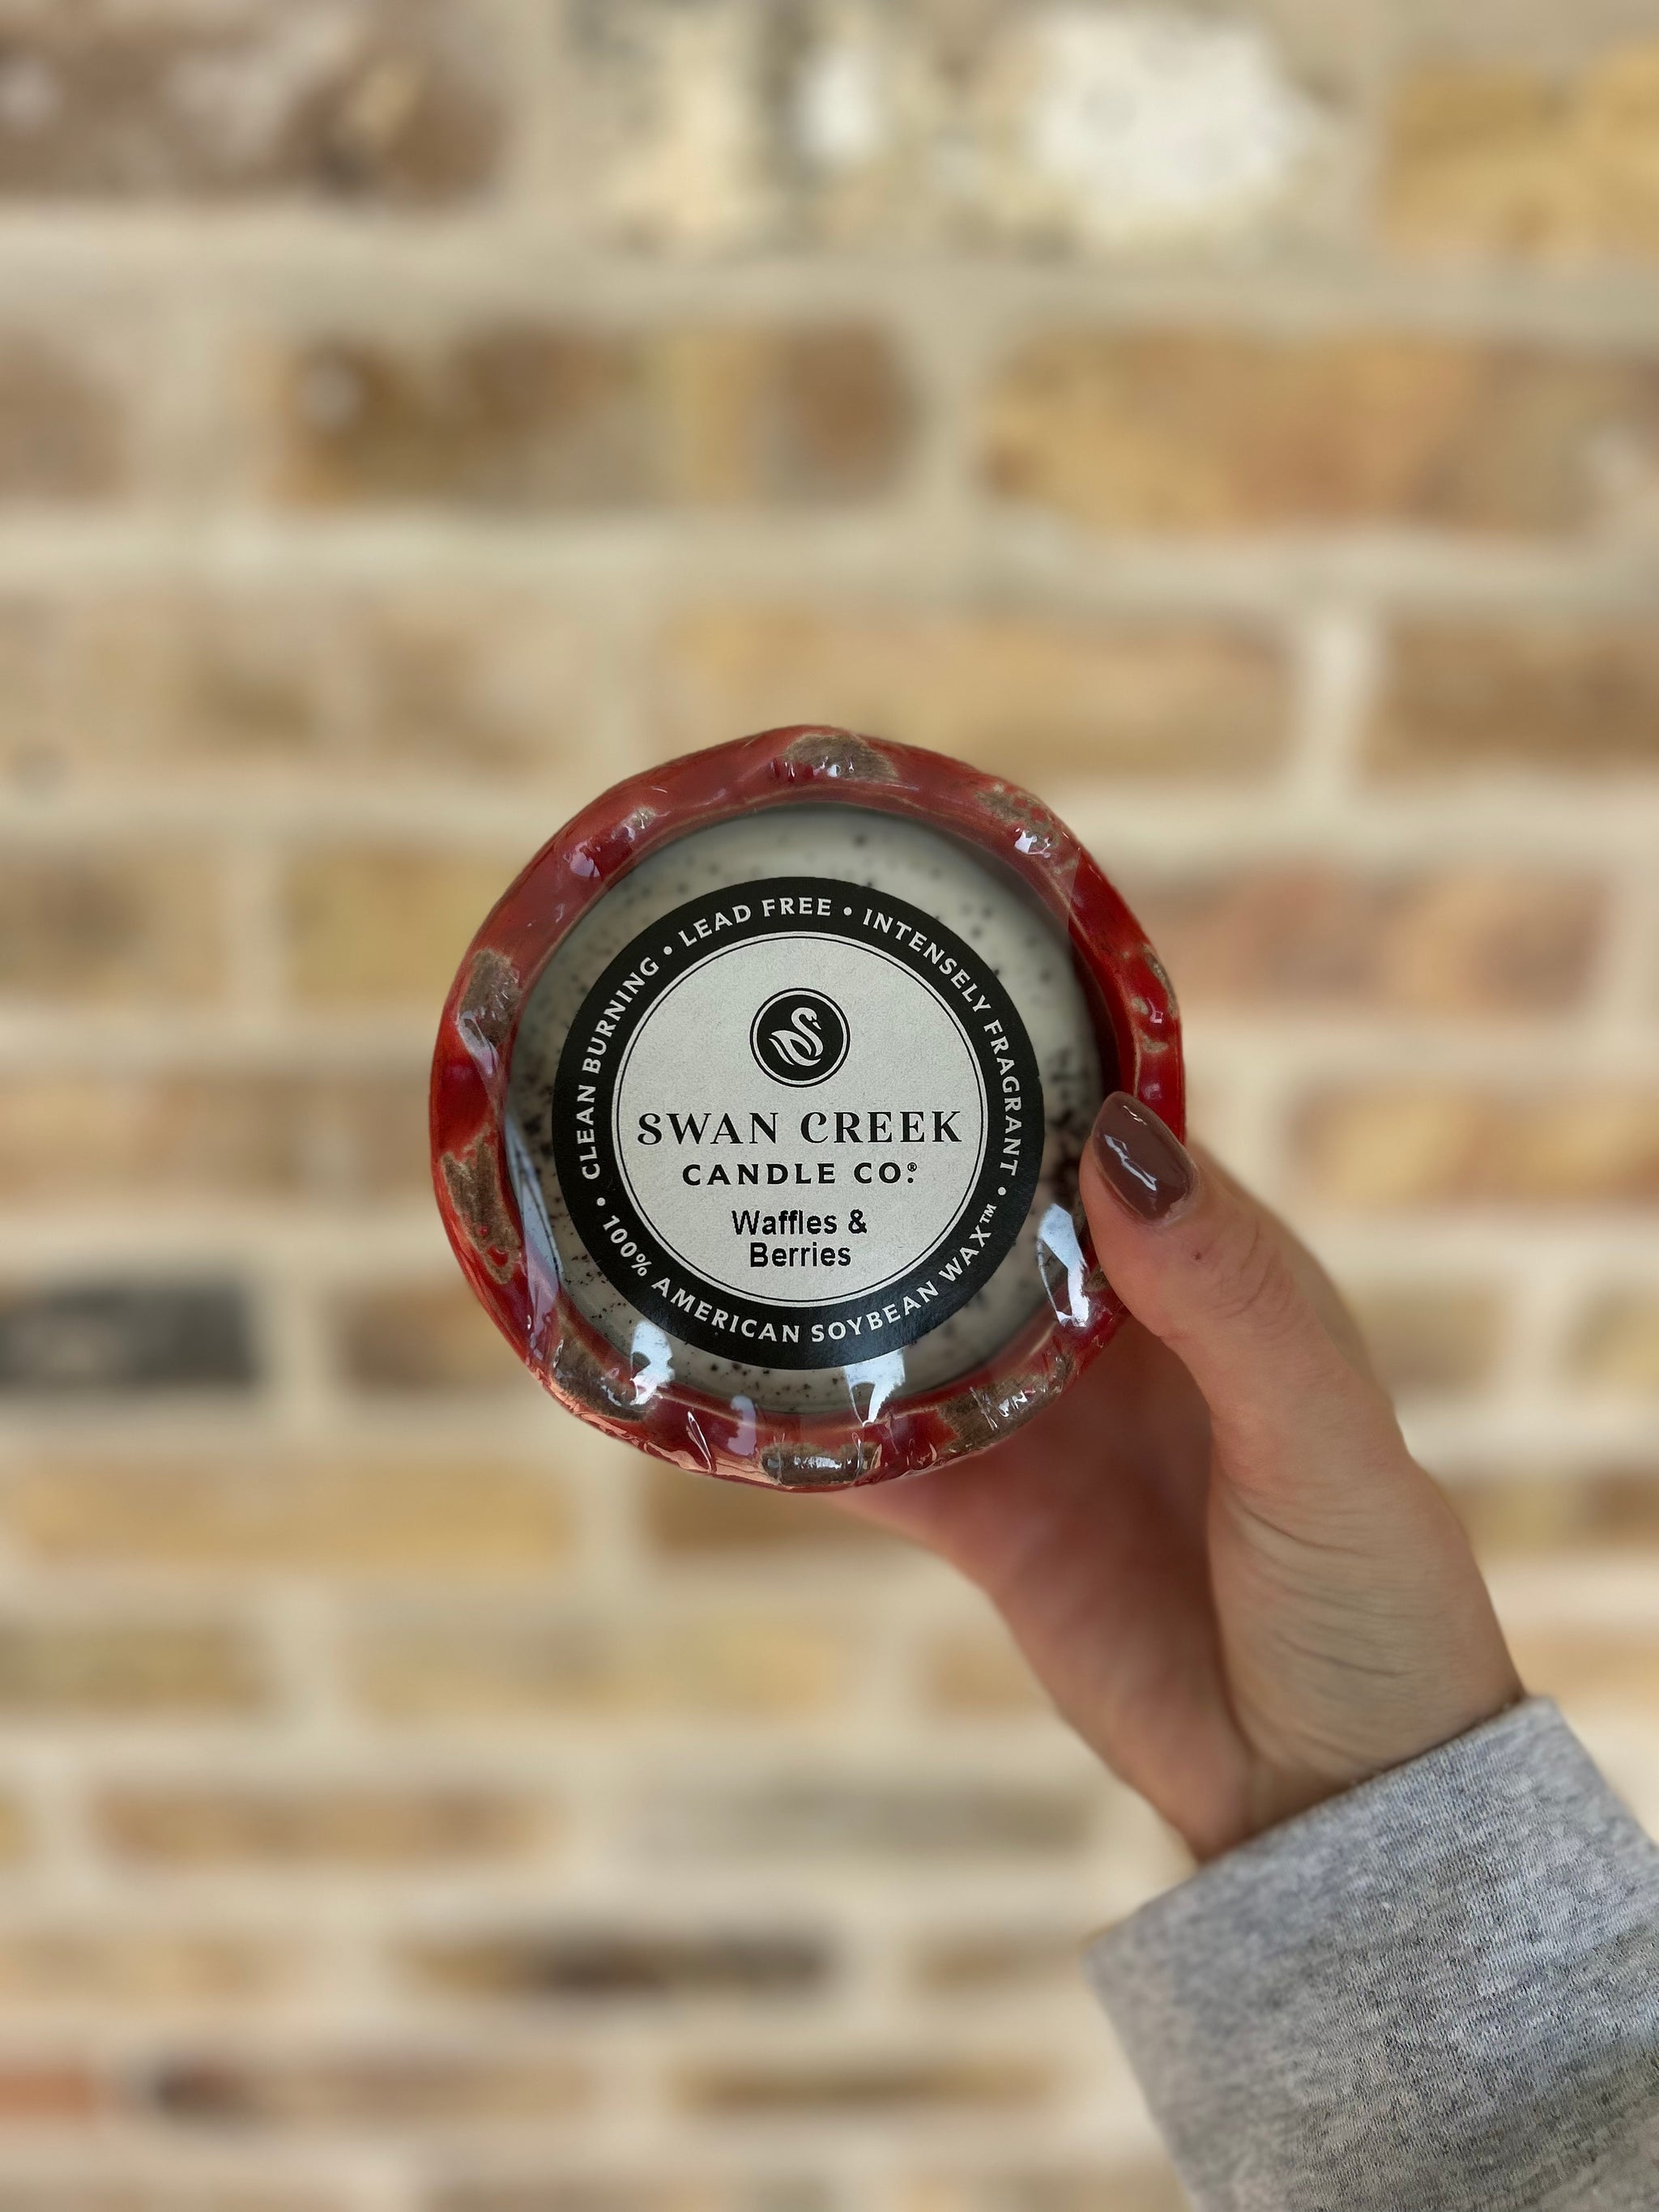 CLEAN BURNING • LEAD FREE • INTENSELY FRAGRANT •
100% AMERICAN SOYBEAN WAX™ •
SWAN CREEK
CANDLE CO.®
Waffles &
Berries